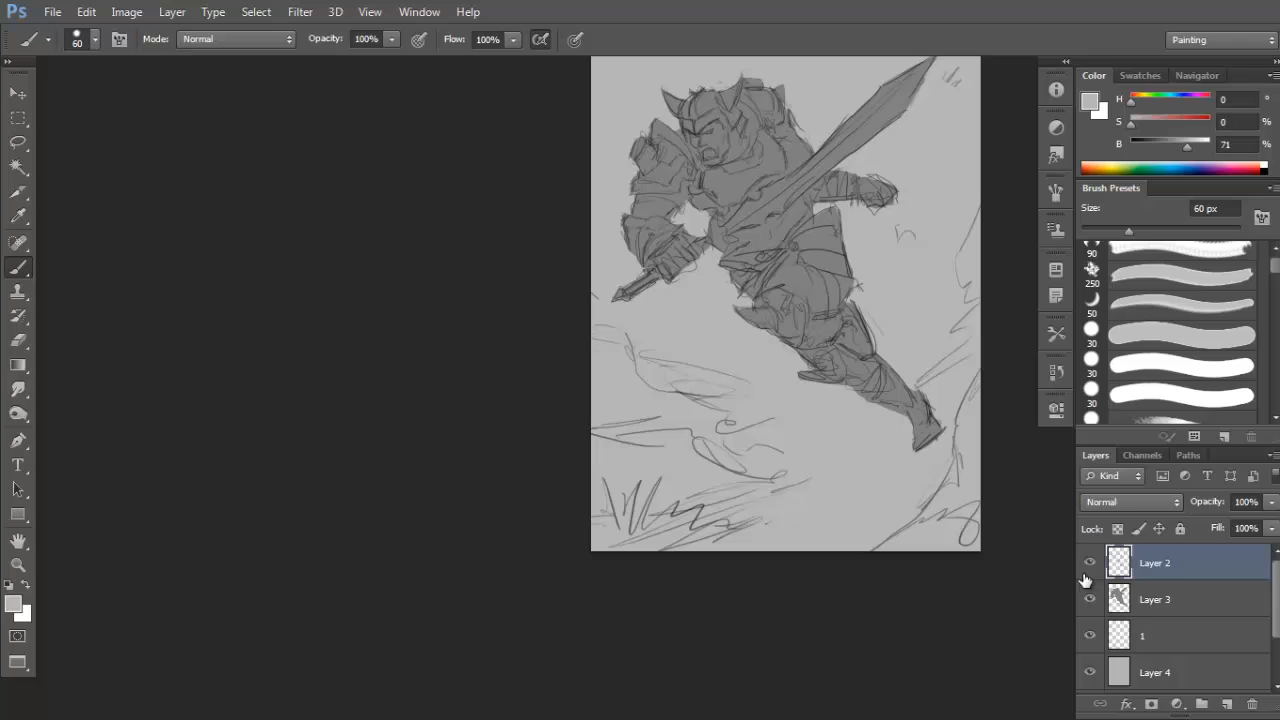 Ps File Edit Image Layer Type Select Filter 3D View Window Help
60 Mode: Normal Opacity: 100% Flow: 100% Painting
Color Swatches Navigator
H 0 °
S 0 %
B 71 %
Brush Presets
Size: 60 px
90
250
50
30
30
30
Layers Channels Paths
Kind
Normal Opacity: 100%
Lock: Fill: 100%
Layer 2
Layer 3
1
Layer 4